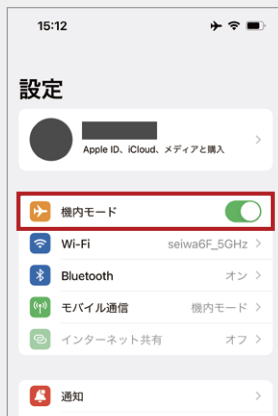 15:12
設定
Apple ID、iCloud、メディアと購入
機内モード
Wi-Fi seiwa6F_5GHz
Bluetooth オン
モバイル通信 機内モード
インターネット共有 オフ
通知